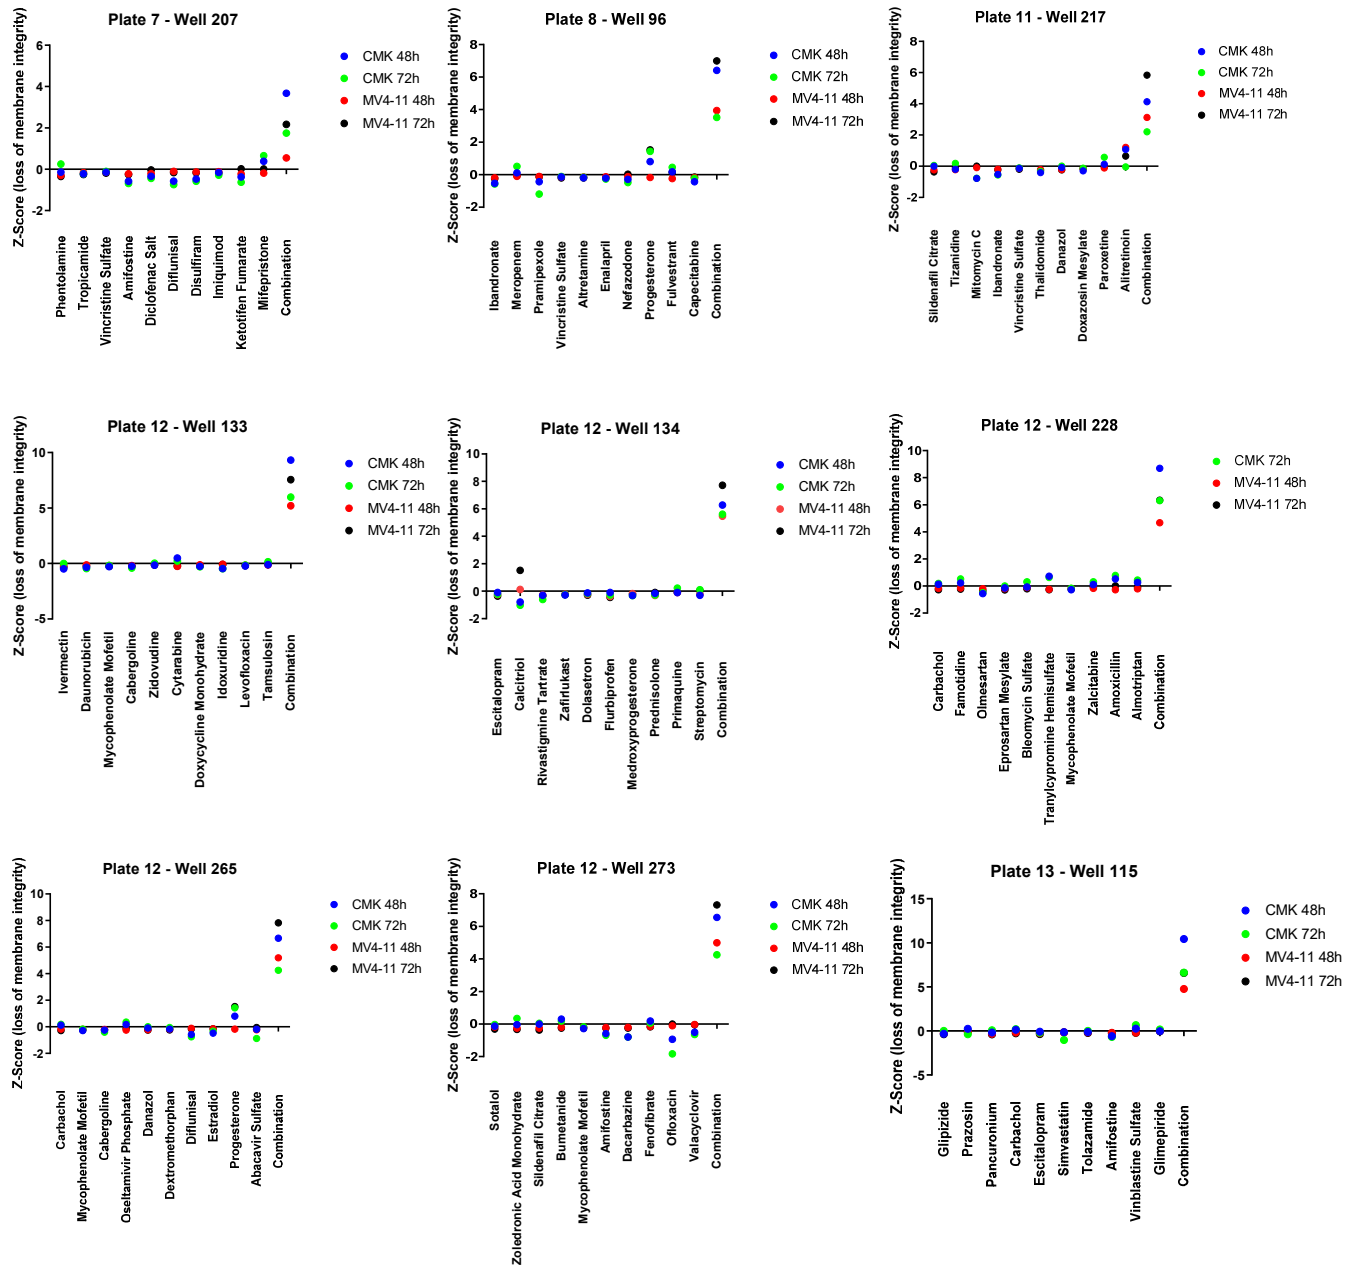 Plate 7 - Well 207
Z-Score (loss of membrane integrity)
6
4
2
0
-2
CMK 48h
CMK 72h
MV4-11 48h
MV4-11 72h
Phentolamine
Tropicamide
Vincristine Sulfate
Amifostine
Diclofenac Salt
Diflunisal
Disulfiram
Imiquimod
Ketotifen Fumarate
Mifepristone
Combination
Plate 8 - Well 96
Z-Score (loss of membrane integrity)
8
6
4
2
0
-2
CMK 48h
CMK 72h
MV4-11 48h
MV4-11 72h
Ibandronate
Meropenem
Pramipexole
Vincristine Sulfate
Altretamine
Enalapril
Nefazodone
Progesterone
Fulvestrant
Capecitabine
Combination
Plate 11 - Well 217
Z-Score (loss of membrane integrity)
8
6
4
2
0
-2
CMK 48h
CMK 72h
MV4-11 48h
MV4-11 72h
Sildenafil Citrate
Tizanidine
Mitomycin C
Ibandronate
Vincristine Sulfate
Thalidomide
Danazol
Doxazosin Mesylate
Paroxetine
Alitretinoin
Combination
Plate 12 - Well 133
Z-Score (loss of membrane integrity)
10
5
0
-5
CMK 48h
CMK 72h
MV4-11 48h
MV4-11 72h
Ivermectin
Daunorubicin
Mycophenolate Mofetil
Cabergoline
Zidovudine
Cytarabine
Doxycycline Monohydrate
Idoxuridine
Levofloxacin
Tamsulosin
Combination
Plate 12 - Well 134
Z-Score (loss of membrane integrity)
10
8
6
4
2
0
-2
CMK 48h
CMK 72h
MV4-11 48h
MV4-11 72h
Escitalopram
Calcitriol
Rivastigmine Tartrate
Zafirlukast
Dolasetron
Flurbiprofen
Medroxyprogesterone
Prednisolone
Primaquine
Streptomycin
Combination
Plate 12 - Well 228
Z-Score (loss of membrane integrity)
10
8
6
4
2
0
-2
CMK 72h
MV4-11 48h
MV4-11 72h
Carbachol
Famotidine
Olmesartan
Eprosartan Mesylate
Bleomycin Sulfate
Tranylcypromine Hemisulfate
Mycophenolate Mofetil
Zalcitabine
Amoxicillin
Almotriptan
Combination
Plate 12 - Well 265
Z-Score (loss of membrane integrity)
10
8
6
4
2
0
-2
CMK 48h
CMK 72h
MV4-11 48h
MV4-11 72h
Carbachol
Mycophenolate Mofetil
Cabergoline
Oseltamivir Phosphate
Danazol
Dextromethorphan
Diflunisal
Estradiol
Progesterone
Abacavir Sulfate
Combination
Plate 12 - Well 273
Z-Score (loss of membrane integrity)
8
6
4
2
0
-2
CMK 48h
CMK 72h
MV4-11 48h
MV4-11 72h
Sotalol
Zoledronic Acid Monohydrate
Sildenafil Citrate
Bumetanide
Mycophenolate Mofetil
Amifostine
Dacarbazine
Fenofibrate
Ofloxacin
Valacyclovir
Combination
Plate 13 - Well 115
Z-Score (loss of membrane integrity)
15
10
5
0
-5
CMK 48h
CMK 72h
MV4-11 48h
MV4-11 72h
Glipizide
Prazosin
Pancuronium
Carbachol
Escitalopram
Simvastatin
Tolazamide
Amifostine
Vinblastine Sulfate
Glimepiride
Combination